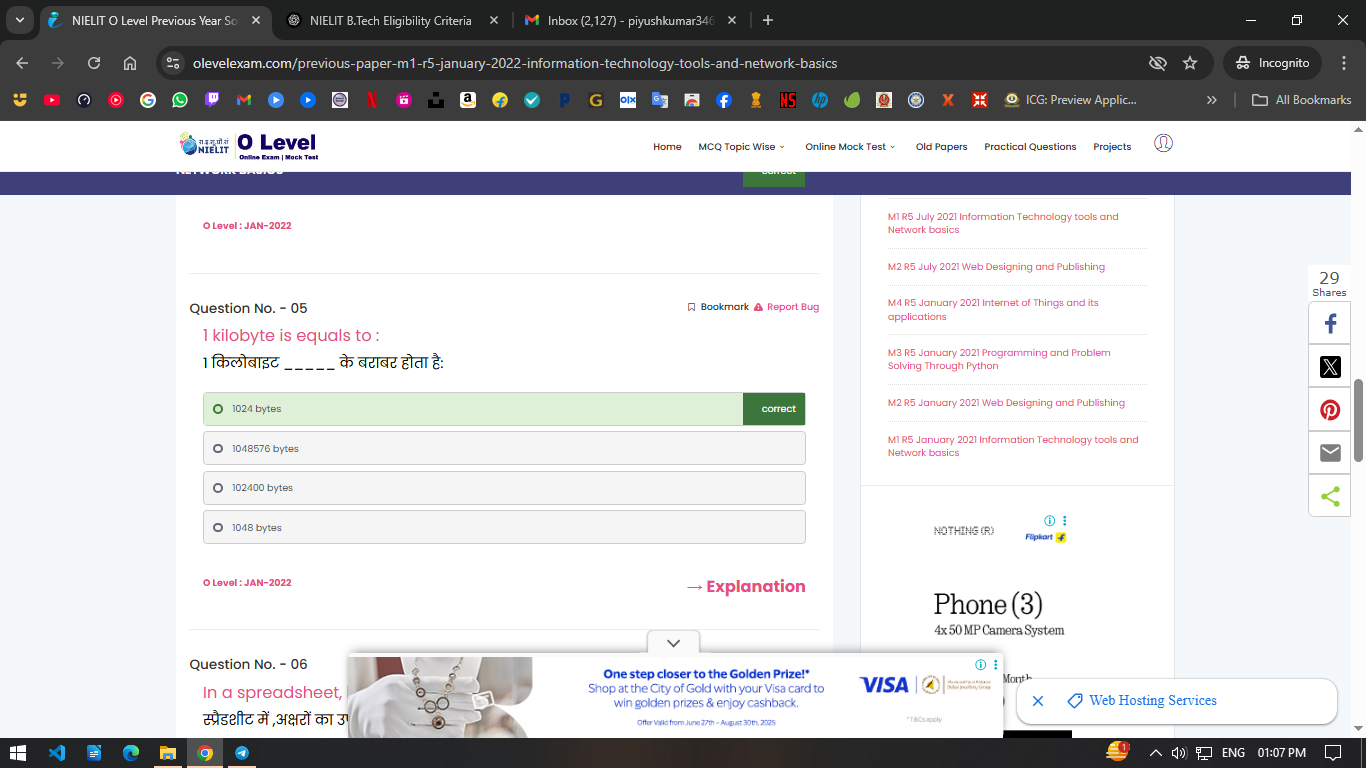 NIELIT O Level Previous Year So
NIELIT B.Tech Eligibility Criteria
Inbox (2,127) - piyushkumar346
olevelexam.com/previous-paper-m1-r5-january-2022-information-technology-tools-and-network-basics
Incognito
ICG: Preview Applic...
All Bookmarks
NIELIT
O Level
Online Exam | Mock Test
Home
MCQ Topic Wise
Online Mock Test
Old Papers
Practical Questions
Projects
NETWORK BASICS
correct
O Level : JAN-2022
Question No. - 05
Bookmark
Report Bug
1 kilobyte is equals to :
1 किलोबाइट _____ के बराबर होता है:
1024 bytes
correct
1048576 bytes
102400 bytes
1048 bytes
O Level : JAN-2022
→ Explanation
Question No. - 06
In a spreadsheet,
स्प्रैडशीट में ,अक्षरों का
M1 R5 July 2021 Information Technology tools and
Network basics
M2 R5 July 2021 Web Designing and Publishing
M4 R5 January 2021 Internet of Things and its
applications
M3 R5 January 2021 Programming and Problem
Solving Through Python
M2 R5 January 2021 Web Designing and Publishing
M1 R5 January 2021 Information Technology tools and
Network basics
29
Shares
NOTHING (R)
Flipkart
Phone (3)
4x 50 MP Camera System
Month
One step closer to the Golden Prize!*
Shop at the City of Gold with your Visa card to
win golden prizes & enjoy cashback.
Offer Valid from June 27th - August 30th, 2025
VISA
*T&Cs apply
Web Hosting Services
1
ENG
01:07 PM